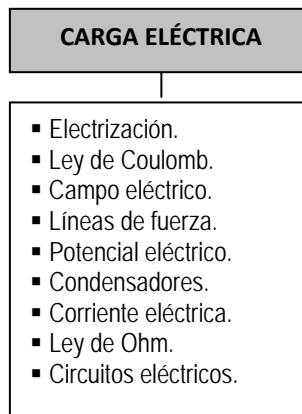 CARGA ELÉCTRICA
▪ Electrización.
▪ Ley de Coulomb.
▪ Campo eléctrico.
▪ Líneas de fuerza.
▪ Potencial eléctrico.
▪ Condensadores.
▪ Corriente eléctrica.
▪ Ley de Ohm.
▪ Circuitos eléctricos.